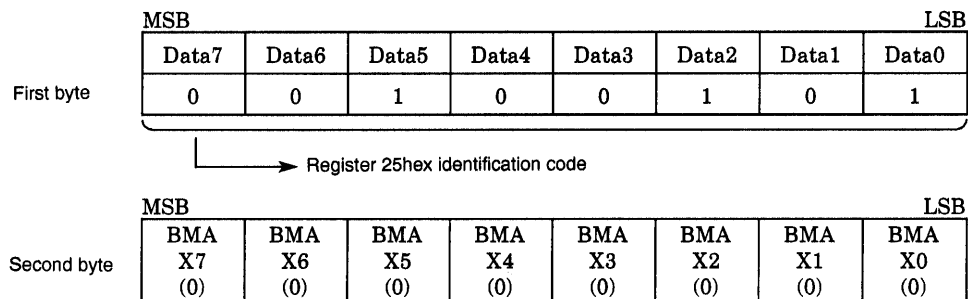 MSB LSB
Data7 Data6 Data5 Data4 Data3 Data2 Data1 Data0
First byte 0 0 1 0 0 1 0 1
Register 25hex identification code
MSB LSB
BMA BMA BMA BMA BMA BMA BMA BMA
Second byte X7 X6 X5 X4 X3 X2 X1 X0
(0) (0) (0) (0) (0) (0) (0) (0)